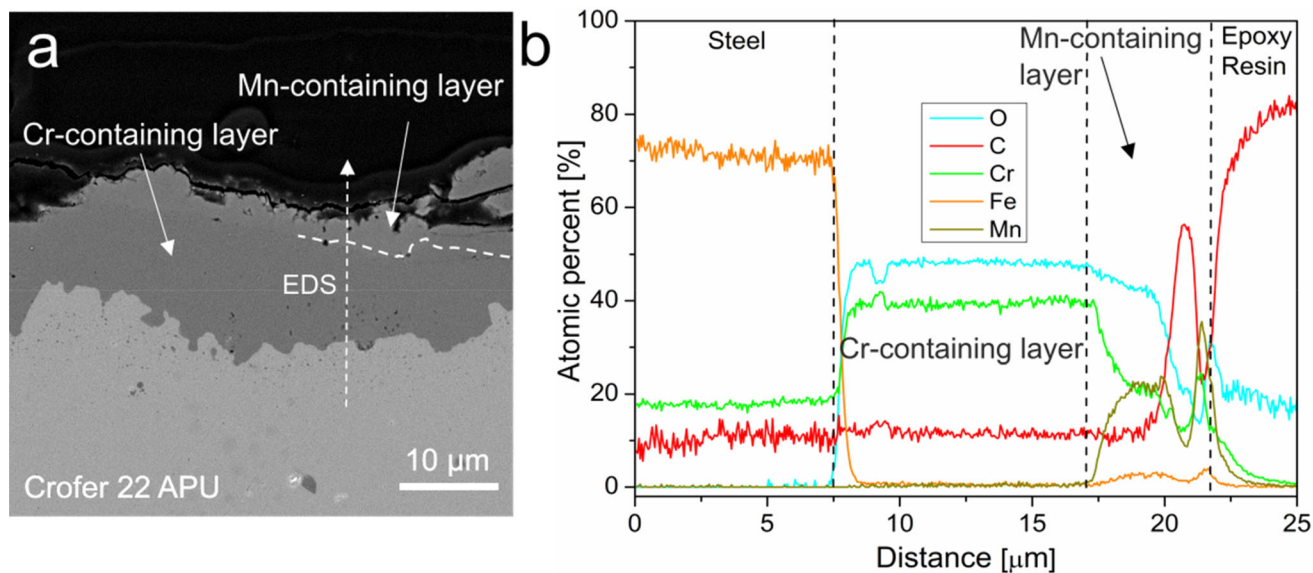 a
Mn-containing layer
Cr-containing layer
EDS
10 μm
Crofer 22 APU
b
Atomic percent [%]
100
80
60
40
20
0
Steel
Mn-containing
layer
Epoxy
Resin
O
C
Cr
Fe
Mn
Cr-containing layer
0
5
10
15
20
25
Distance [μm]